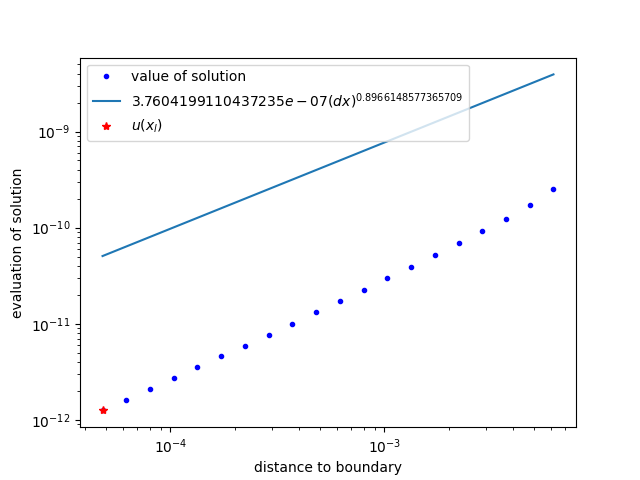 value of solution
3.7604199110437235e − 07(dx)^0.8966148577365709
u(x_l)
10^−9
10^−10
10^−11
10^−12
evaluation of solution
10^−4
10^−3
distance to boundary